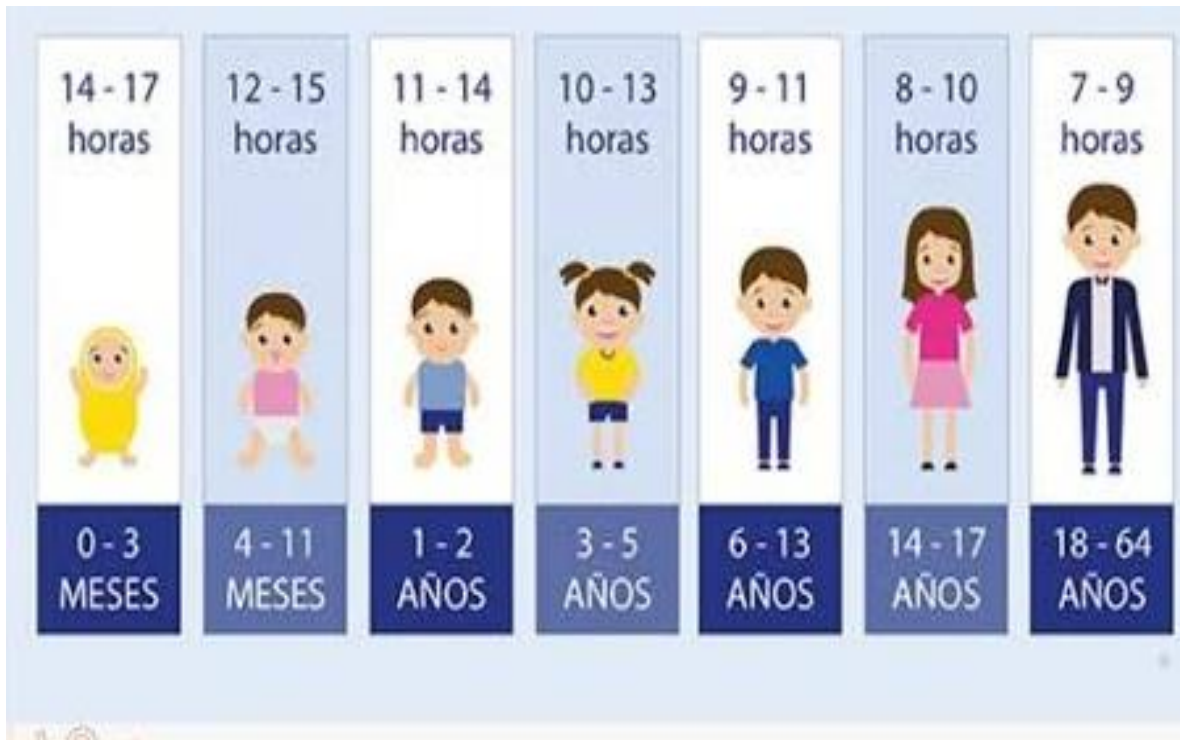 14 - 17
horas
12 - 15
horas
11 - 14
horas
10 - 13
horas
9 - 11
horas
8 - 10
horas
7 - 9
horas
0 - 3
MESES
4 - 11
MESES
1 - 2
AÑOS
3 - 5
AÑOS
6 - 13
AÑOS
14 - 17
AÑOS
18 - 64
AÑOS